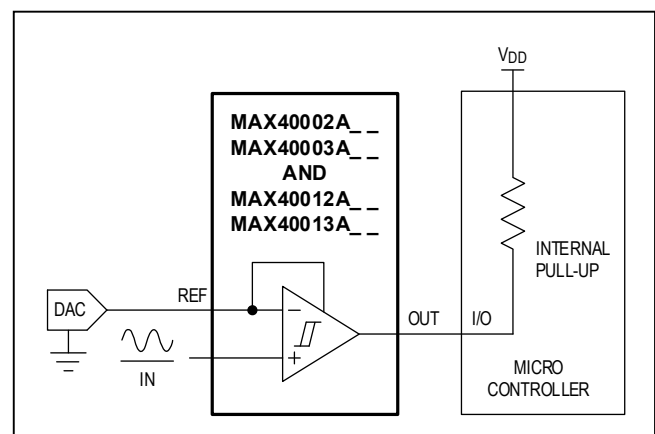 MAX40002A_ _
MAX40003A_ _
AND
MAX40012A_ _
MAX40013A_ _
VDD
INTERNAL
PULL-UP
DAC
REF
−
+
IN
OUT
I/O
MICRO
CONTROLLER